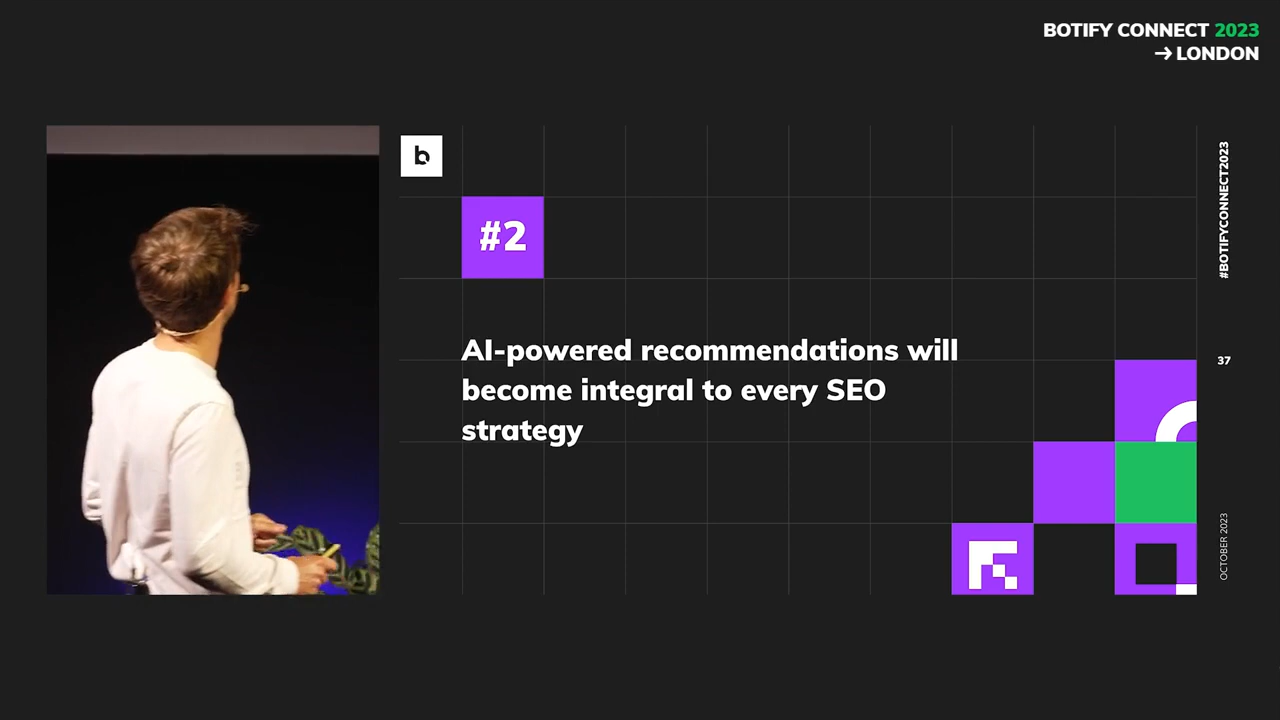 BOTIFY CONNECT 2023
→ LONDON
b
#2
AI-powered recommendations will
become integral to every SEO
strategy
#BOTIFYCONNECT2023
37
OCTOBER 2023